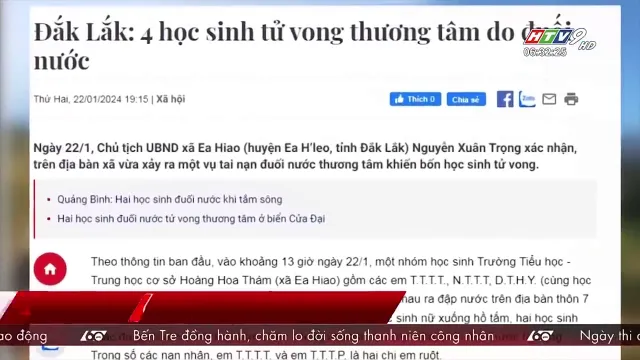 Đắk Lắk: 4 học sinh tử vong thương tâm do đuối
nước
HTV9 HD
06:32:25
Thứ Hai, 22/01/2024 19:15 | Xã hội
Thích 0
Chia sẻ
Zalo
Ngày 22/1, Chủ tịch UBND xã Ea Hiao (huyện Ea H'leo, tỉnh Đắk Lắk) Nguyễn Xuân Trọng xác nhận,
trên địa bàn xã vừa xảy ra một vụ tai nạn đuối nước thương tâm khiến bốn học sinh tử vong.
Quảng Bình: Hai học sinh đuối nước khi tắm sông
Hai học sinh đuối nước tử vong thương tâm ở biển Cửa Đại
Theo thông tin ban đầu, vào khoảng 13 giờ ngày 22/1, một nhóm học sinh Trường Tiểu học -
Trung học cơ sở Hoàng Hoa Thám (xã Ea Hiao) gồm các em T.T.T.T., N.T.T.T, D.T.H.Y. (cùng học
nhau ra đập nước trên địa bàn thôn 7
sinh nữ xuống hồ tắm, hai học sinh
ao động 60 Bến Tre đồng hành, chăm lo đời sống thanh niên công nhân 60 Ngày thi
Trong số các nạn nhân, em T.T.T.T. và em T.T.T.P. là hai chị em ruột.